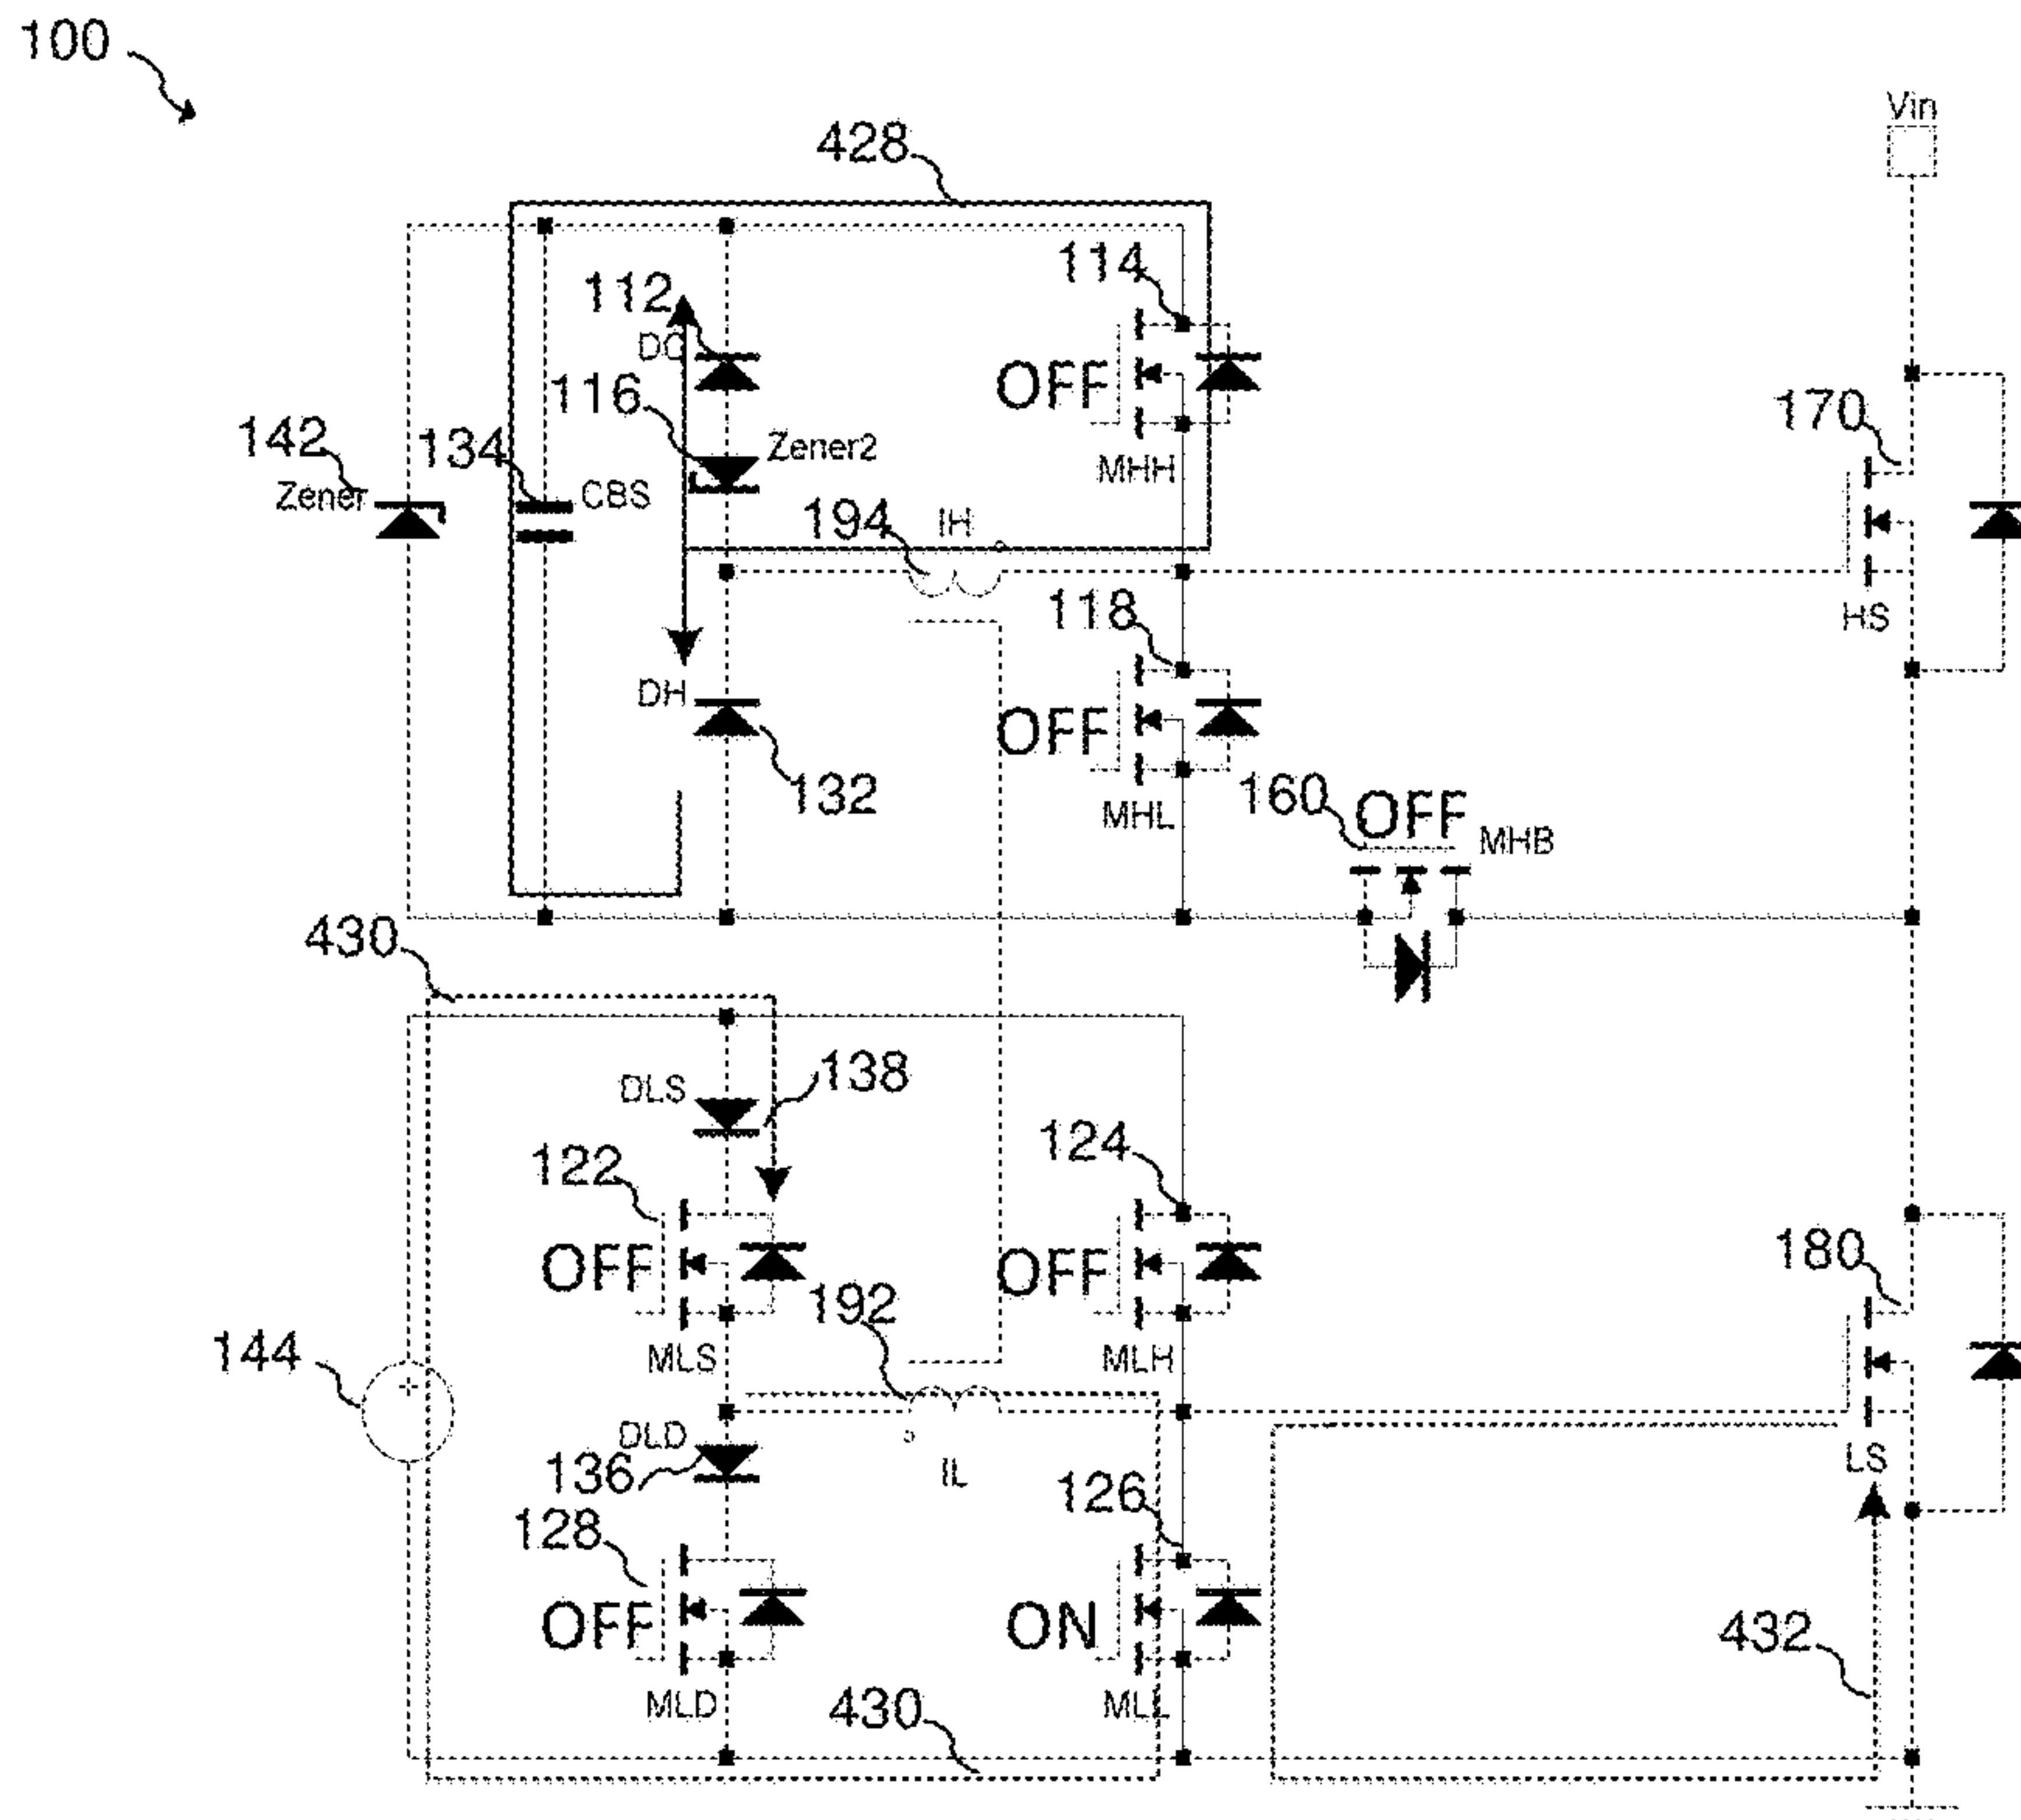 100
Vin
428
114
112
DC
OFF
116
Zener2
170
142
134
MHH
Zener
CBS
194
IH
118
HS
DH
OFF
132
160
OFF
MHL
MHB
430
DLS
138
124
122
OFF
OFF
180
192
144
MLS
MLH
+
DLD
LS
136
IL
126
128
OFF
ON
432
MLD
430
MLL